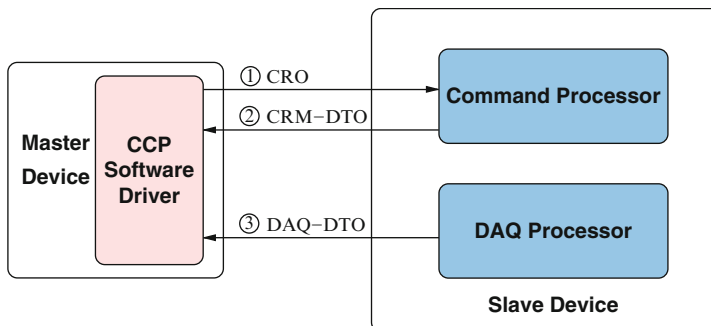 ① CRO
Command Processor
② CRM−DTO
Master
Device
CCP
Software
Driver
③ DAQ−DTO
DAQ Processor
Slave Device